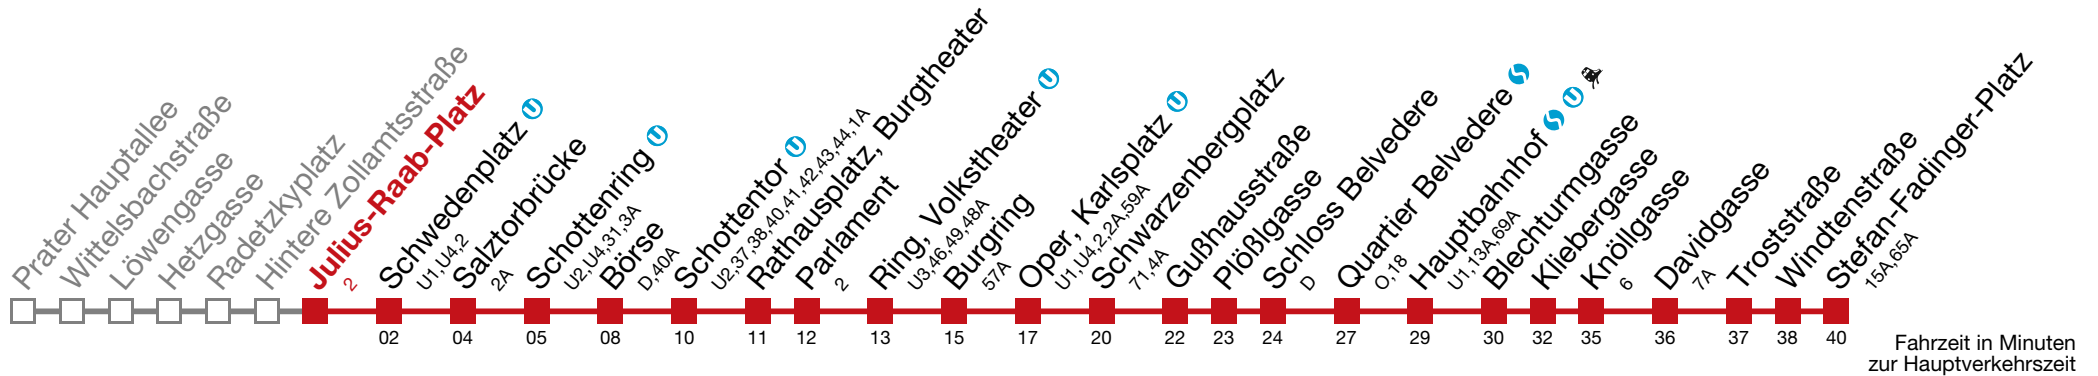 Prater Hauptallee
Wittelsbachstraße
Löwengasse
Hetzgasse
Radetzkyplatz
Hintere Zollamtsstraße
Julius-Raab-Platz
2
Schwedenplatz U
U1,U4,2
02
Salztorbrücke
2A
04
Schottenring U
U2,U4,31,3A
05
Börse
D,40A
08
Schottentor U
U2,37,38,40,41,42,43,44,1A
10
Rathausplatz, Burgtheater
11
Parlament
2
12
Ring, Volkstheater U
U3,46,49,48A
13
Burgring
57A
15
Oper, Karlsplatz U
U1,U4,2,2A,59A
17
Schwarzenbergplatz
71,4A
20
Gußhausstraße
22
Plößlgasse
23
Schloss Belvedere
D
24
Quartier Belvedere
O,18
27
Hauptbahnhof U
U1,13A,69A
29
Blechturmgasse
30
Kliebergasse
32
Knöllgasse
6
35
Davidgasse
7A
36
Troststraße
37
Windtenstraße
38
Stefan-Fadinger-Platz
15A,65A
40
Fahrzeit in Minuten
zur Hauptverkehrszeit